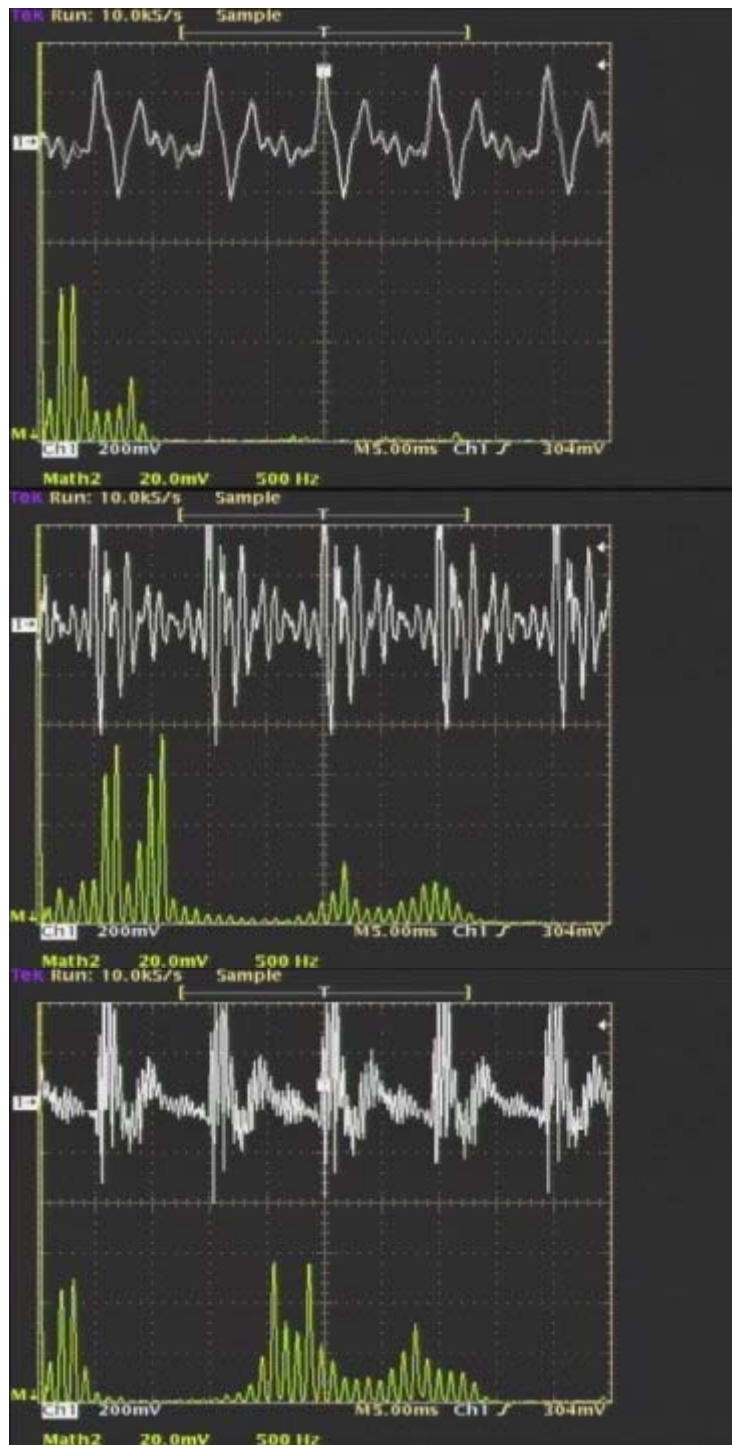 Tek Run: 10.0kS/s Sample
[ T ]
1→
M↓
Ch1 200mV M5.00ms Ch1 ∫ 304mV
Math2 20.0mV 500 Hz
Tek Run: 10.0kS/s Sample
[ T ]
1→
M↓
Ch1 200mV M5.00ms Ch1 ∫ 304mV
Math2 20.0mV 500 Hz
Tek Run: 10.0kS/s Sample
[ T ]
1→
M↓
Ch1 200mV M5.00ms Ch1 ∫ 304mV
Math2 20.0mV 500 Hz